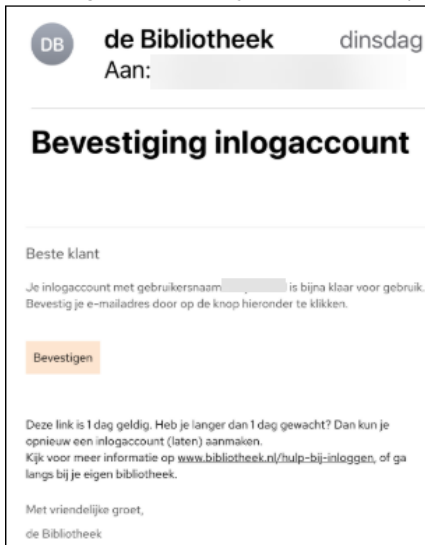 DB
de Bibliotheek dinsdag
Aan:
Bevestiging inlogaccount
Beste klant
Je inlogaccount met gebruikersnaam is bijna klaar voor gebruik.
Bevestig je e-mailadres door op de knop hieronder te klikken.
Bevestigen
Deze link is 1 dag geldig. Heb je langer dan 1 dag gewacht? Dan kun je
opnieuw een inlogaccount (laten) aanmaken.
Kijk voor meer informatie op www.bibliotheek.nl/hulp-bij-inloggen, of ga
langs bij je eigen bibliotheek.
Met vriendelijke groet,
de Bibliotheek